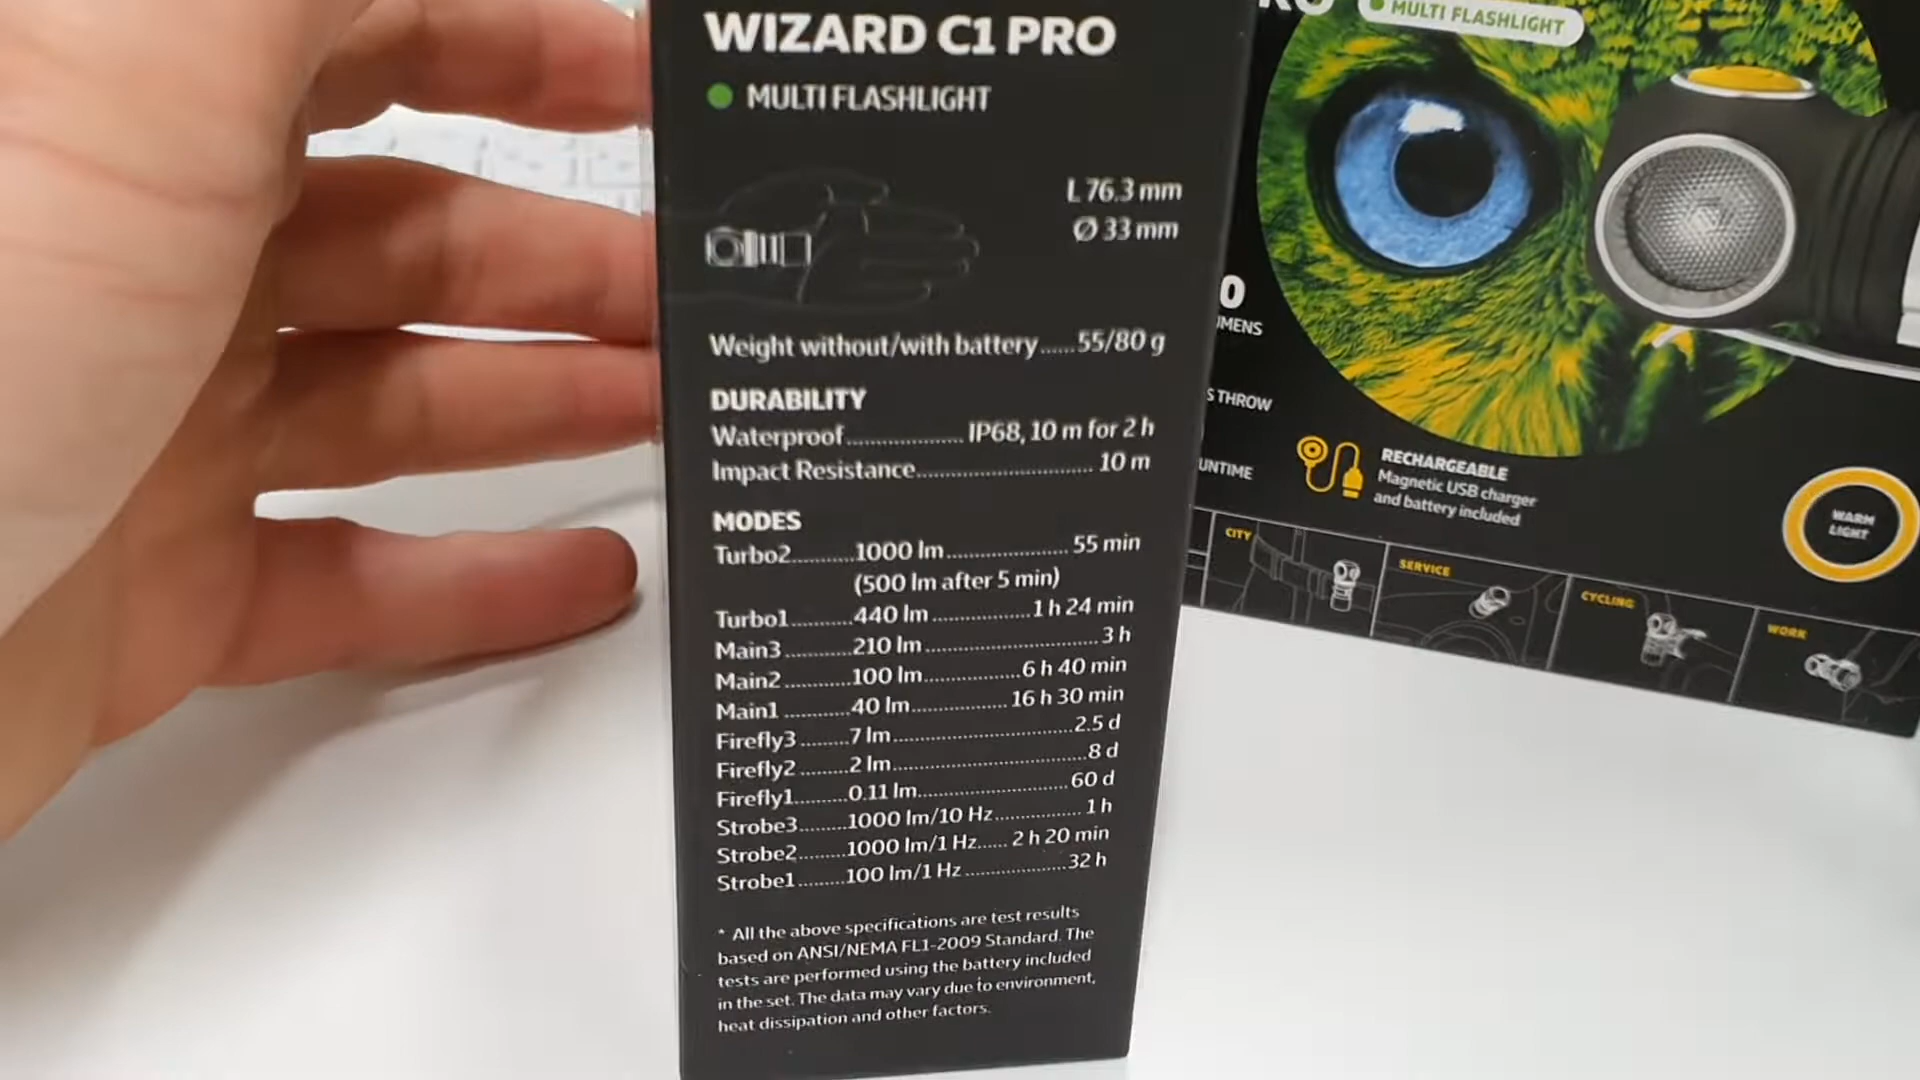 WIZARD C1 PRO
MULTI FLASHLIGHT
L 76.3 mm
Ø 33 mm
Weight without/with battery......55/80 g
DURABILITY
Waterproof.................... IP68, 10 m for 2 h
Impact Resistance.............................. 10 m
MODES
Turbo2...........1000 lm..................... 55 min
(500 lm after 5 min)
Turbo1...........440 lm.................1 h 24 min
Main3............210 lm.............................3 h
Main2............100 lm................6 h 40 min
Main1............40 lm................ 16 h 30 min
Firefly3.........7 lm..............................2.5 d
Firefly2.........2 lm.................................8 d
Firefly1..........0.11 lm.......................... 60 d
Strobe3.........1000 lm/10 Hz............... 1 h
Strobe2.........1000 lm/1 Hz...... 2 h 20 min
Strobe1.........100 lm/1 Hz..................32 h
* All the above specifications are test results
based on ANSI/NEMA FL1-2009 Standard. The
tests are performed using the battery included
in the set. The data may vary due to environment,
heat dissipation and other factors.
MULTI FLASHLIGHT
0
THROW
RECHARGEABLE
Magnetic USB charger
and battery included
WARM
LIGHT
CITY
SERVICE
CYCLING
WORK